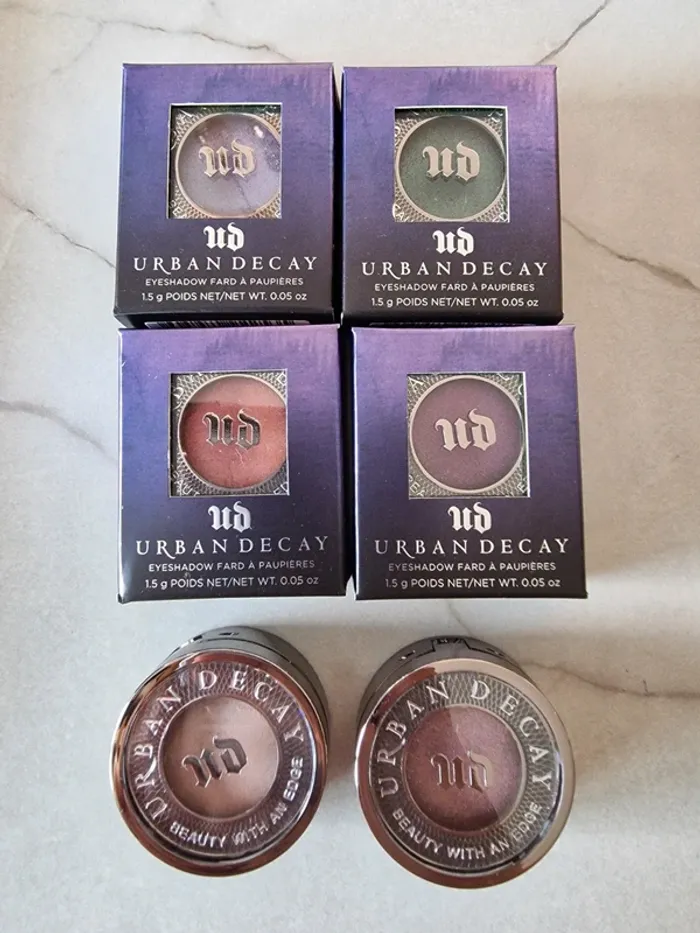 ud
ud
URBAN DECAY
EYESHADOW FARD À PAUPIÈRES
1.5 g POIDS NET/NET WT. 0.05 oz
ud
ud
URBAN DECAY
EYESHADOW FARD À PAUPIÈRES
1.5 g POIDS NET/NET WT. 0.05 oz
ud
ud
URBAN DECAY
EYESHADOW FARD À PAUPIÈRES
1.5 g POIDS NET/NET WT. 0.05 oz
ud
ud
URBAN DECAY
EYESHADOW FARD À PAUPIÈRES
1.5 g POIDS NET/NET WT. 0.05 oz
URBAN DECAY
ud
BEAUTY WITH AN EDGE
URBAN DECAY
ud
BEAUTY WITH AN EDGE